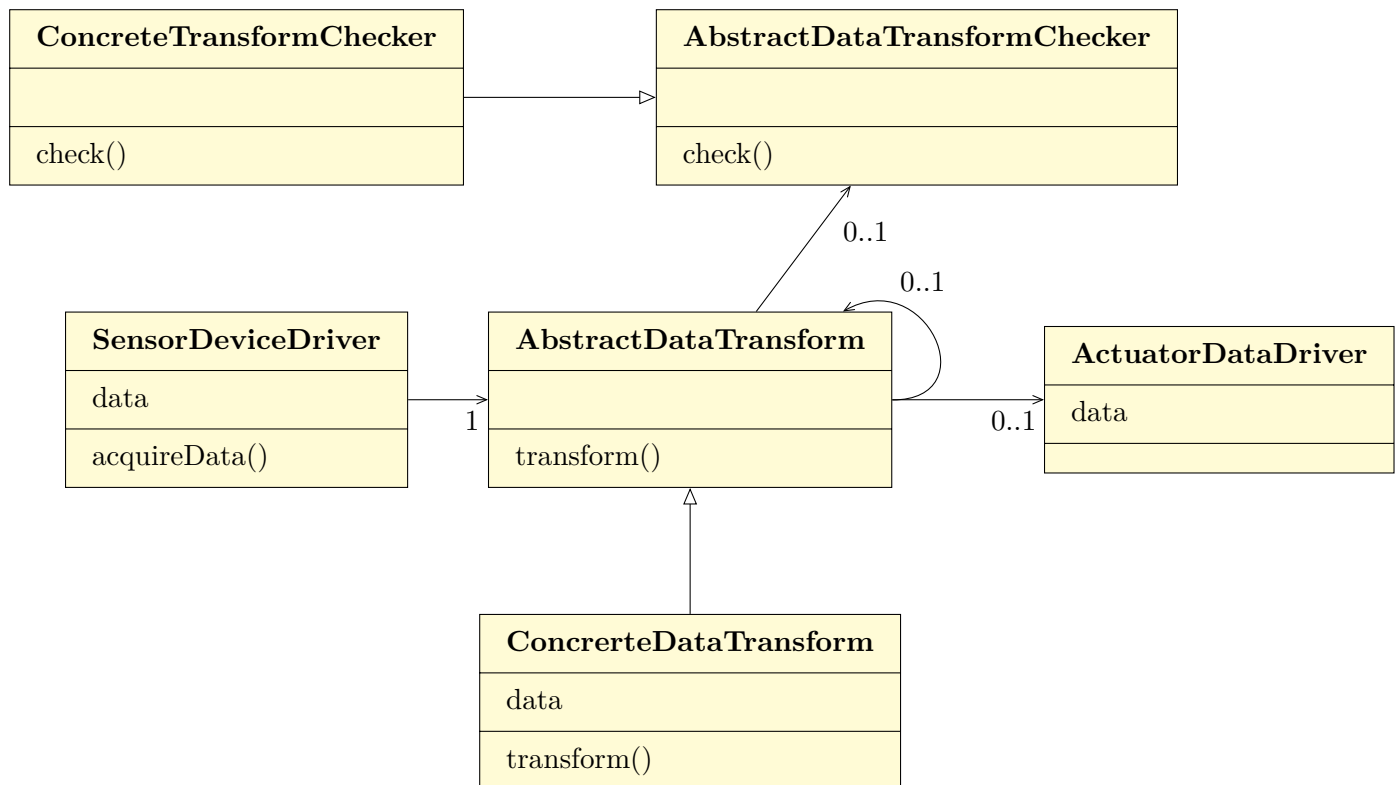 ConcreteTransformChecker
check()
AbstractDataTransformChecker
check()
0..1
0..1
SensorDeviceDriver
data
acquireData()
1
AbstractDataTransform
transform()
0..1
ActuatorDataDriver
data
ConcrerteDataTransform
data
transform()